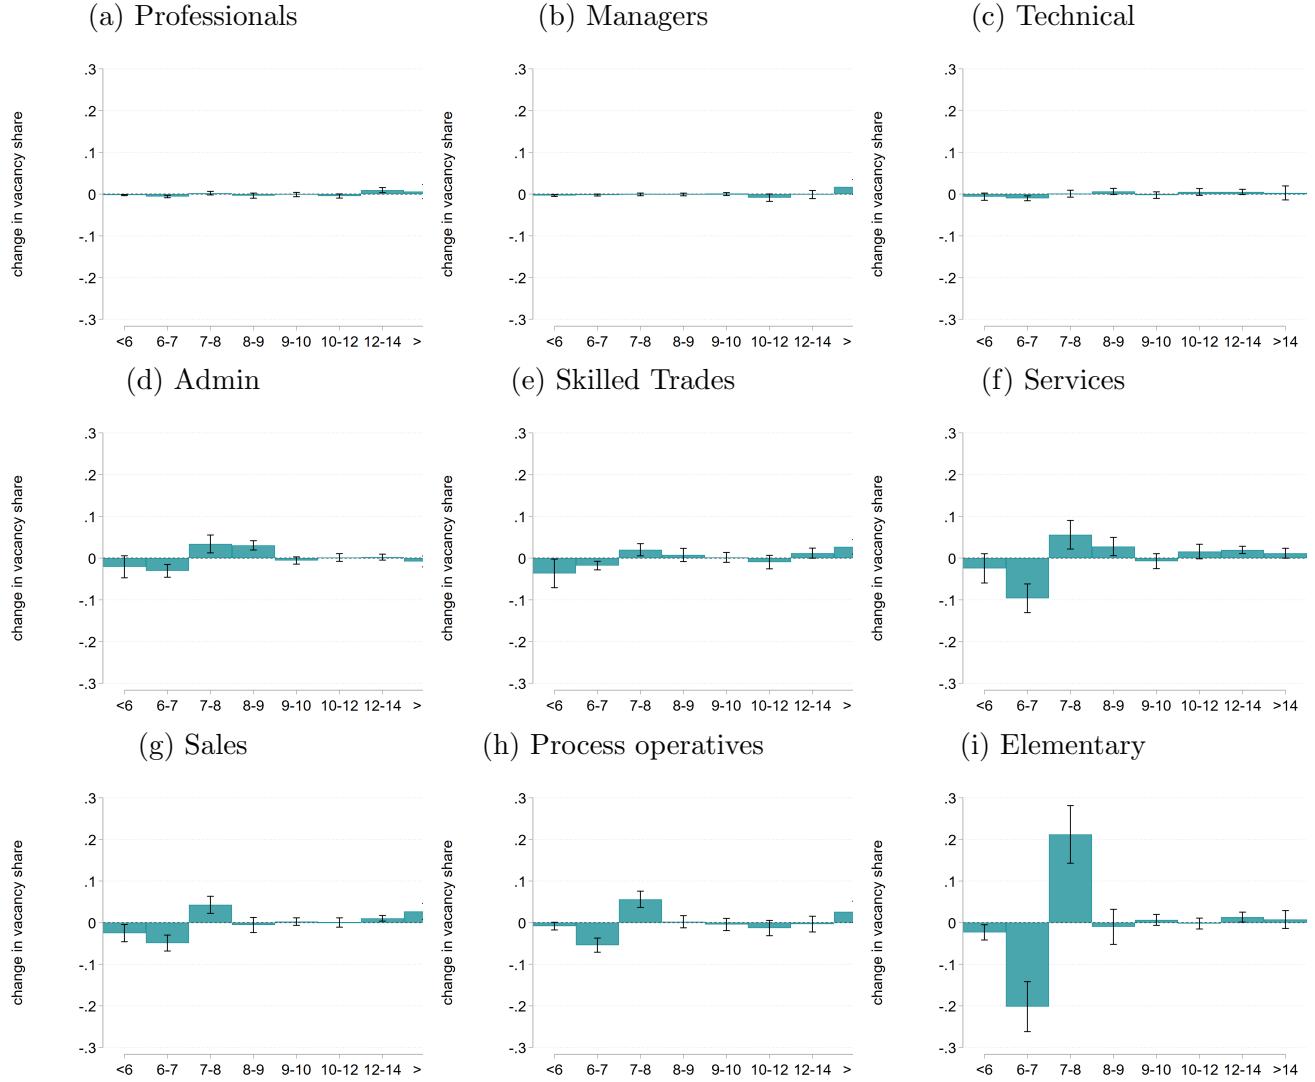 (a) Professionals
(b) Managers
(c) Technical
change in vacancy share
.3
.2
.1
0
-.1
-.2
-.3
<6 6-7 7-8 8-9 9-10 10-12 12-14 >
change in vacancy share
.3
.2
.1
0
-.1
-.2
-.3
<6 6-7 7-8 8-9 9-10 10-12 12-14 >
change in vacancy share
.3
.2
.1
0
-.1
-.2
-.3
<6 6-7 7-8 8-9 9-10 10-12 12-14 >14
(d) Admin
(e) Skilled Trades
(f) Services
change in vacancy share
.3
.2
.1
0
-.1
-.2
-.3
<6 6-7 7-8 8-9 9-10 10-12 12-14 >
change in vacancy share
.3
.2
.1
0
-.1
-.2
-.3
<6 6-7 7-8 8-9 9-10 10-12 12-14 >
change in vacancy share
.3
.2
.1
0
-.1
-.2
-.3
<6 6-7 7-8 8-9 9-10 10-12 12-14 >14
(g) Sales
(h) Process operatives
(i) Elementary
change in vacancy share
.3
.2
.1
0
-.1
-.2
-.3
<6 6-7 7-8 8-9 9-10 10-12 12-14 >
change in vacancy share
.3
.2
.1
0
-.1
-.2
-.3
<6 6-7 7-8 8-9 9-10 10-12 12-14 >
change in vacancy share
.3
.2
.1
0
-.1
-.2
-.3
<6 6-7 7-8 8-9 9-10 10-12 12-14 >14